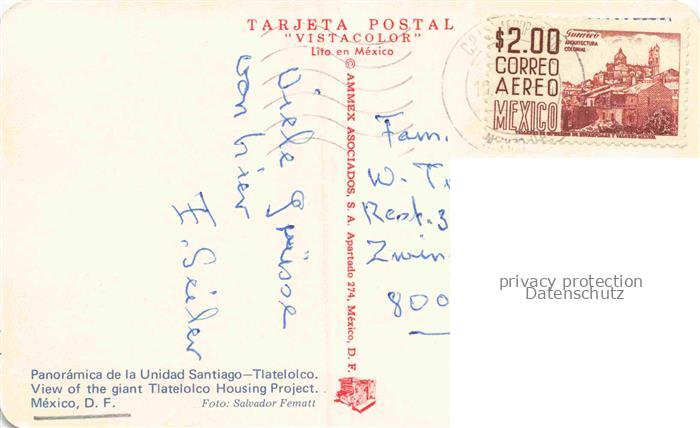 TARJETA POSTAL
"VISTACOLOR"
Lito en México
$2.00
CORREO
AEREO
MEXICO
Guerrero
ARQUITECTURA
COLONIAL
Viele Grüsse
von hier
E. Seiler
© AMMEX ASOCIADOS, S. A. Apartado 274, México, D. F.
Fam.
W.
Rest. 3
Zwin
800
privacy protection
Datenschutz
Panorámica de la Unidad Santiago—Tlatelolco.
View of the giant Tlatelolco Housing Project.
México, D. F.
Foto: Salvador Fematt